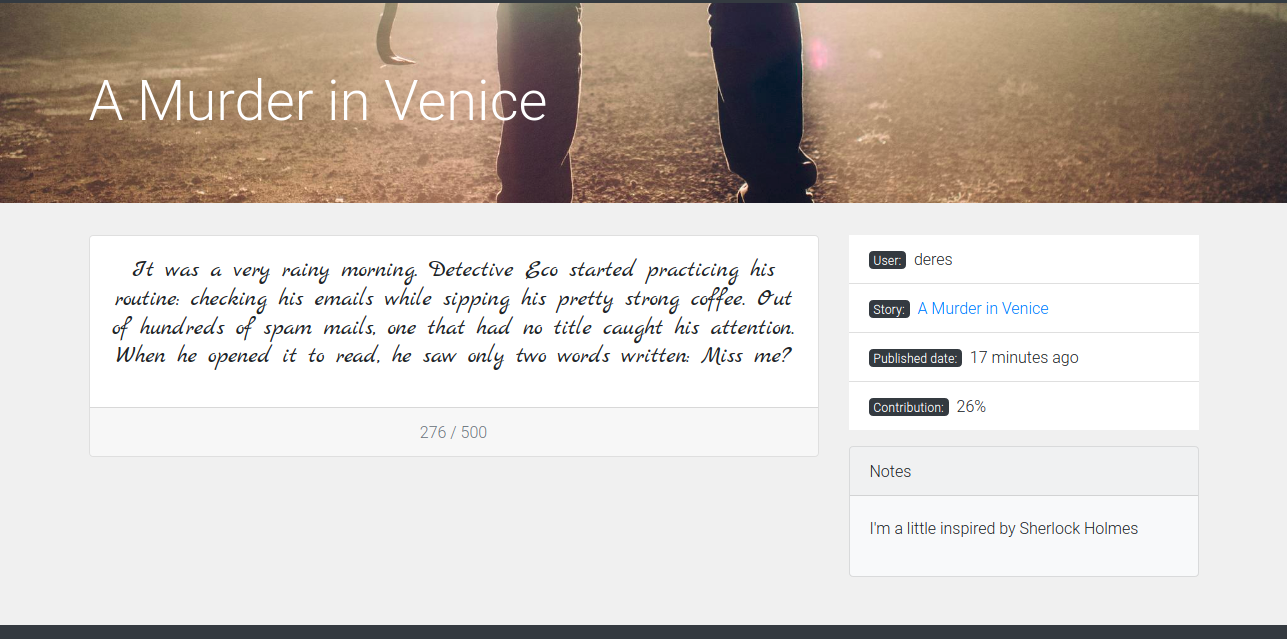 A Murder in Venice
It was a very rainy morning. Detective Eco started practicing his
routine: checking his emails while sipping his pretty strong coffee. Out
of hundreds of spam mails, one that had no title caught his attention.
When he opened it to read, he saw only two words written: Miss me?
276 / 500
User: deres
Story: A Murder in Venice
Published date: 17 minutes ago
Contribution: 26%
Notes
I'm a little inspired by Sherlock Holmes